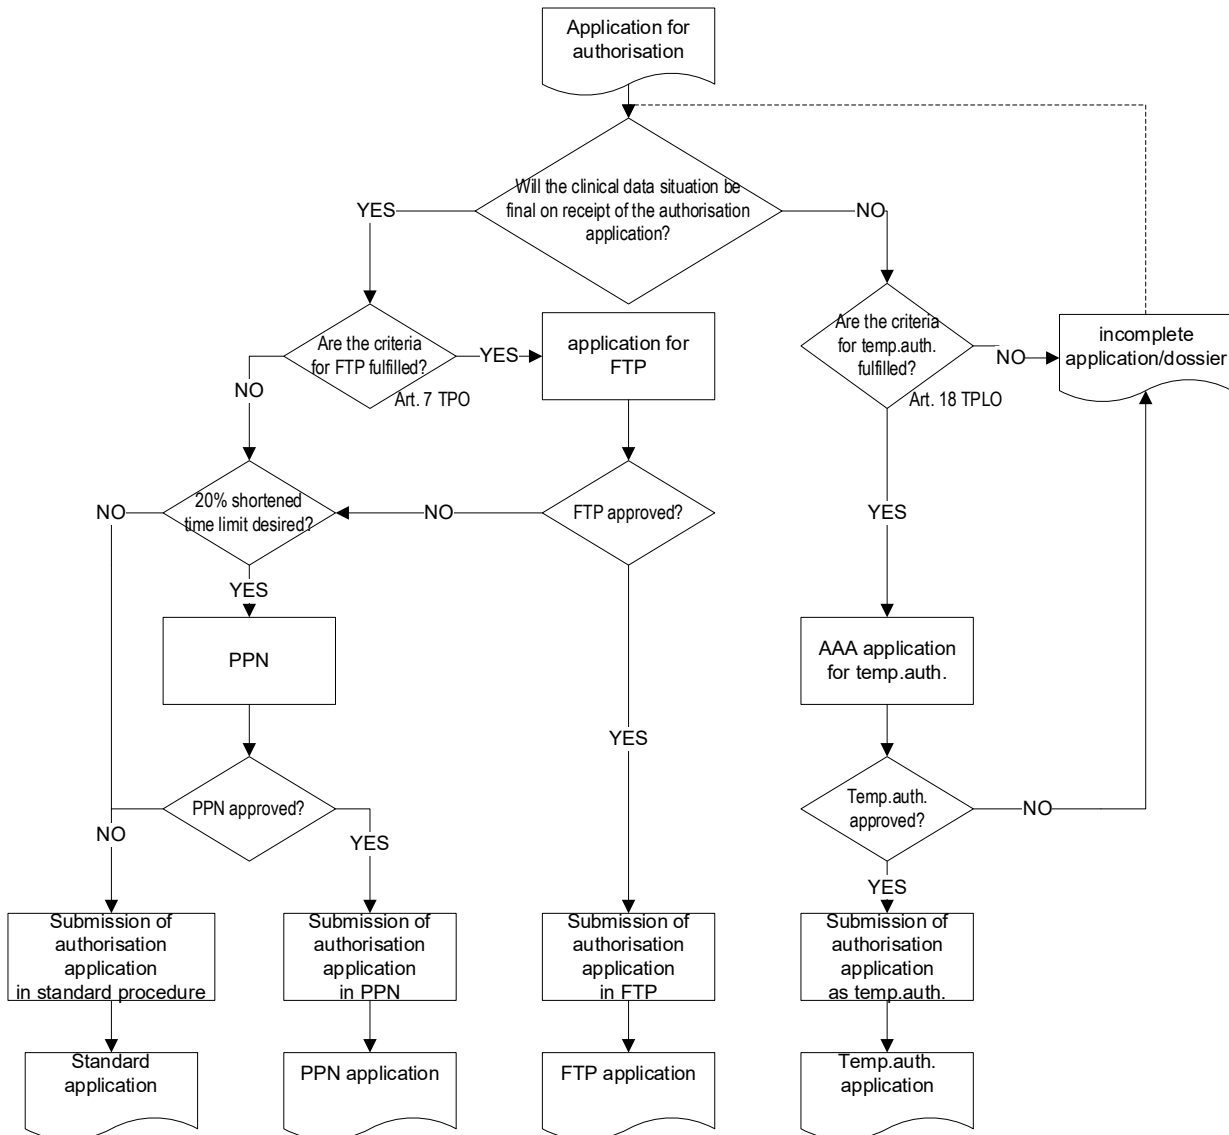 Application for
authorisation
Will the clinical data situation be
final on receipt of the authorisation
application?
YES
NO
Are the criteria
for FTP fulfilled?
Art. 7 TPO
YES
application for
FTP
Are the criteria
for temp.auth.
fulfilled?
Art. 18 TPLO
NO
incomplete
application/dossier
NO
20% shortened
time limit desired?
NO
NO
FTP approved?
YES
YES
PPN
AAA application
for temp.auth.
YES
PPN approved?
Temp.auth.
approved?
NO
NO
YES
YES
Submission of
authorisation
application
in standard procedure
Submission of
authorisation
application
in PPN
Submission of
authorisation
application
in FTP
Submission of
authorisation
application
as temp.auth.
Standard
application
PPN application
FTP application
Temp.auth.
application